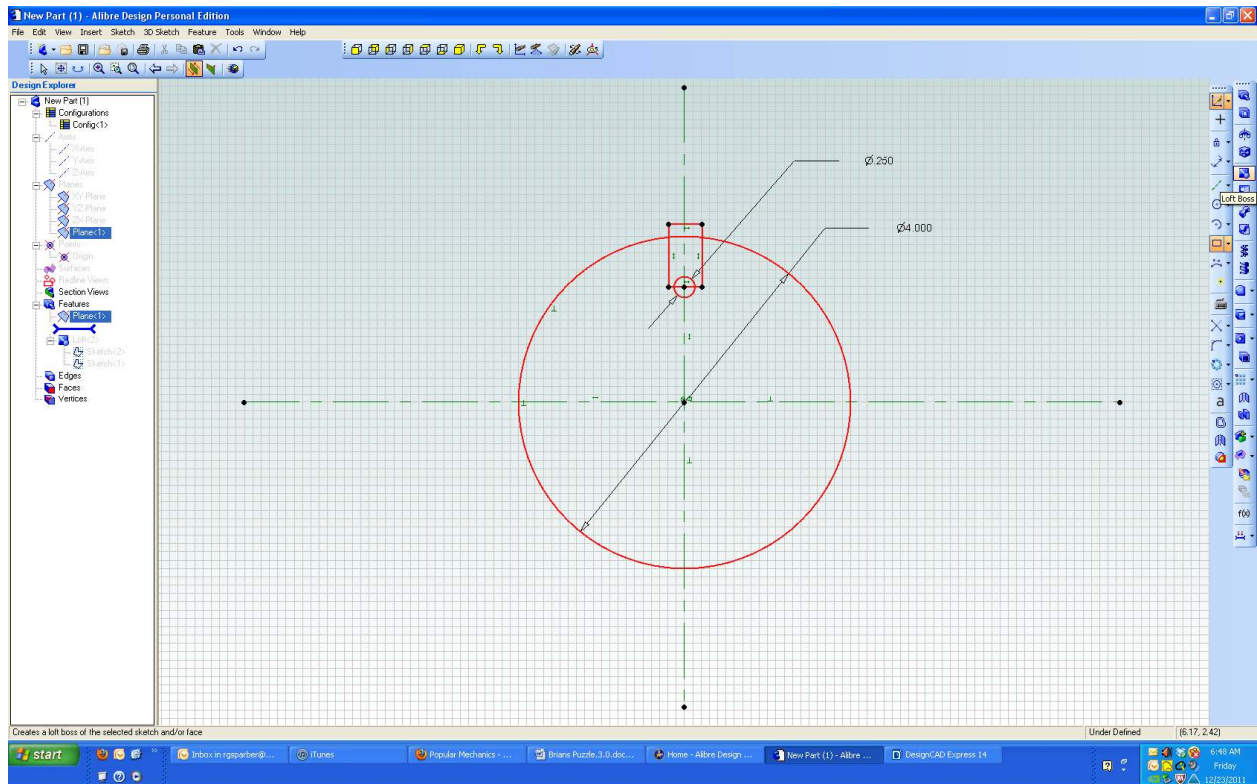 New Part (1) - Alibre Design Personal Edition
File Edit View Insert Sketch 3D Sketch Feature Tools Window Help
Design Explorer
New Part (1)
Configurations
Config<1>
Axes
X-Axis
Y-Axis
Z-Axis
Planes
XY-Plane
YZ-Plane
ZX-Plane
Plane<1>
Points
Origin
Surfaces
Redline Views
Section Views
Features
Plane<1>
Loft<2>
Sketch<2>
Sketch<1>
Edges
Faces
Vertices
Ø.250
Ø4.000
Loft Boss
a
f(x)
Creates a loft boss of the selected sketch and/or face
Under Defined
(6.17, 2.42)
start
Inbox in rgsparber@...
iTunes
Popular Mechanics - ...
Brians Puzzle.3.0.doc...
Home - Alibre Design ...
New Part (1) - Alibre ...
DesignCAD Express 14
6:48 AM
Friday
12/23/2011